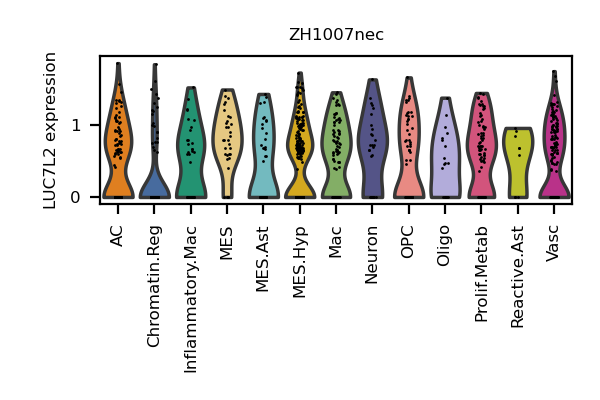 ZH1007nec
LUC7L2 expression
1
0
AC
Chromatin.Reg
Inflammatory.Mac
MES
MES.Ast
MES.Hyp
Mac
Neuron
OPC
Oligo
Prolif.Metab
Reactive.Ast
Vasc